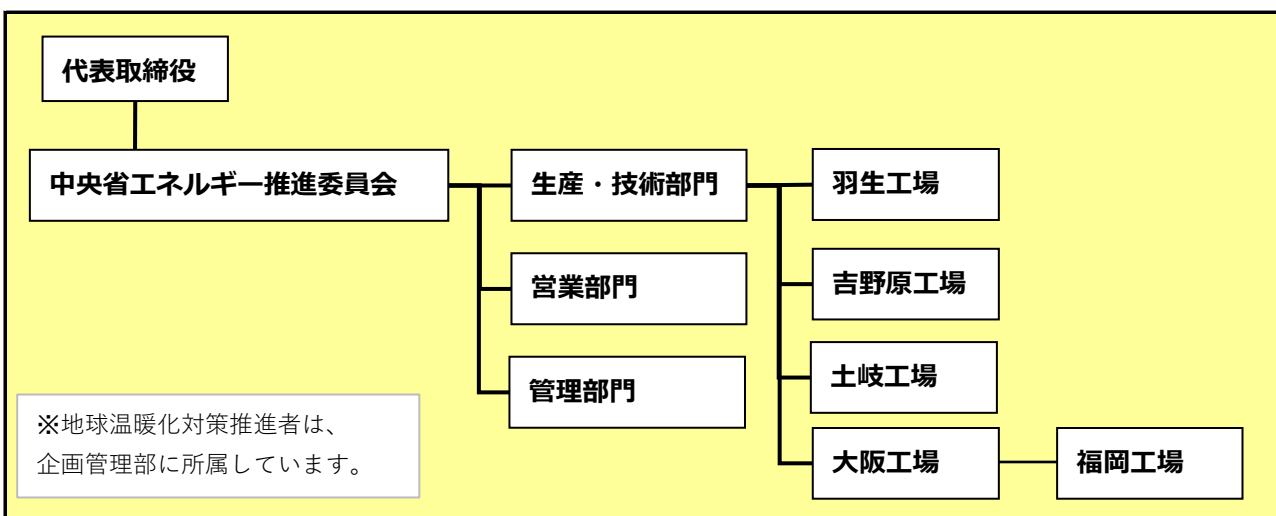 代表取締役
中央省エネルギー推進委員会
生産・技術部門
羽生工場
営業部門
吉野原工場
管理部門
土岐工場
大阪工場
福岡工場
※地球温暖化対策推進者は、
企画管理部に所属しています。